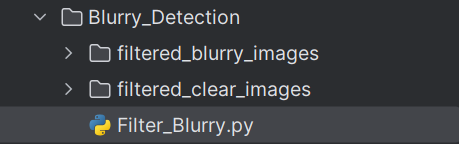 Blurry_Detection
filtered_blurry_images
filtered_clear_images
Filter_Blurry.py